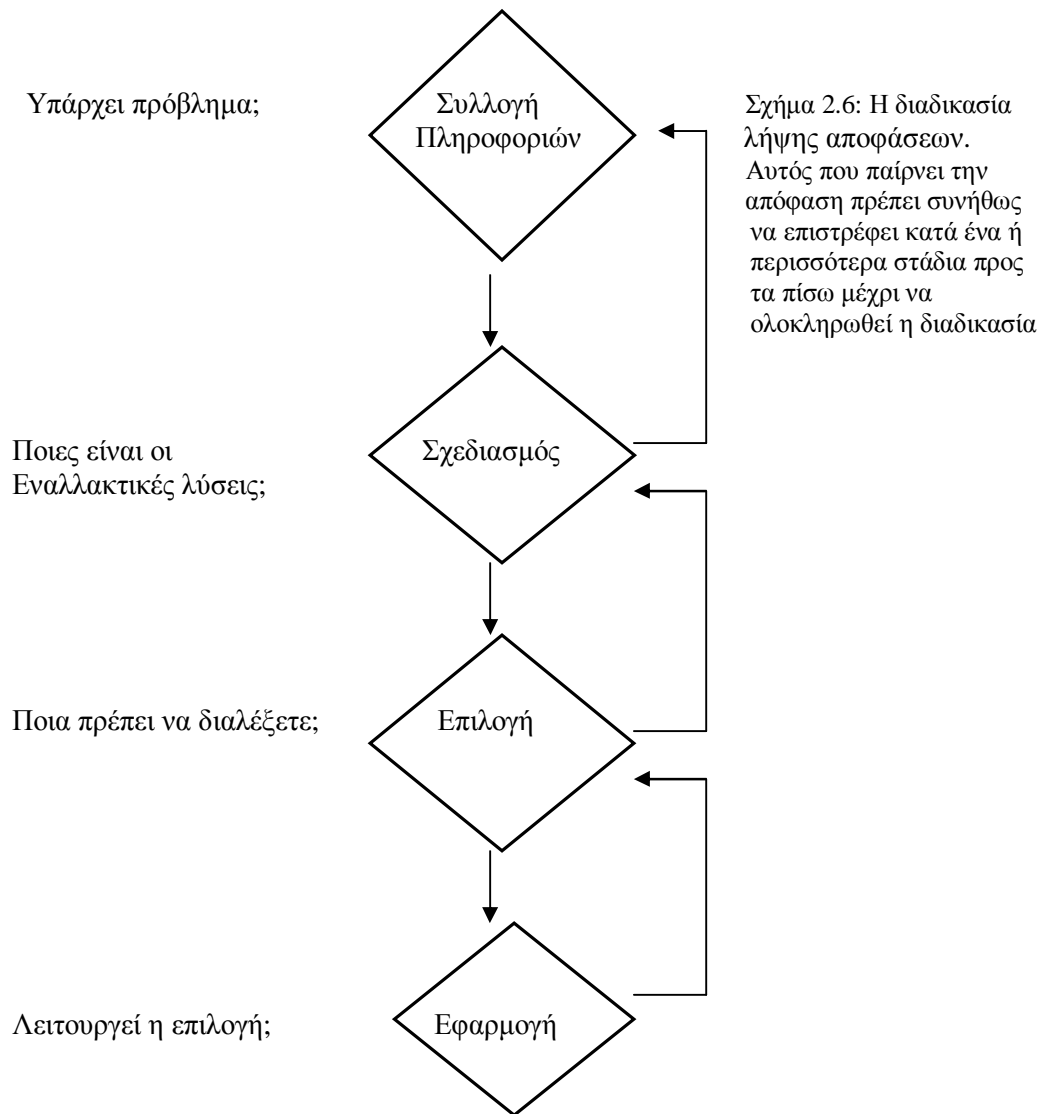 Υπάρχει πρόβλημα;
Συλλογή
Πληροφοριών
Σχήμα 2.6: Η διαδικασία
λήψης αποφάσεων.
Αυτός που παίρνει την
απόφαση πρέπει συνήθως
να επιστρέφει κατά ένα ή
περισσότερα στάδια προς
τα πίσω μέχρι να
ολοκληρωθεί η διαδικασία
Ποιες είναι οι
Εναλλακτικές λύσεις;
Σχεδιασμός
Ποια πρέπει να διαλέξετε;
Επιλογή
Λειτουργεί η επιλογή;
Εφαρμογή